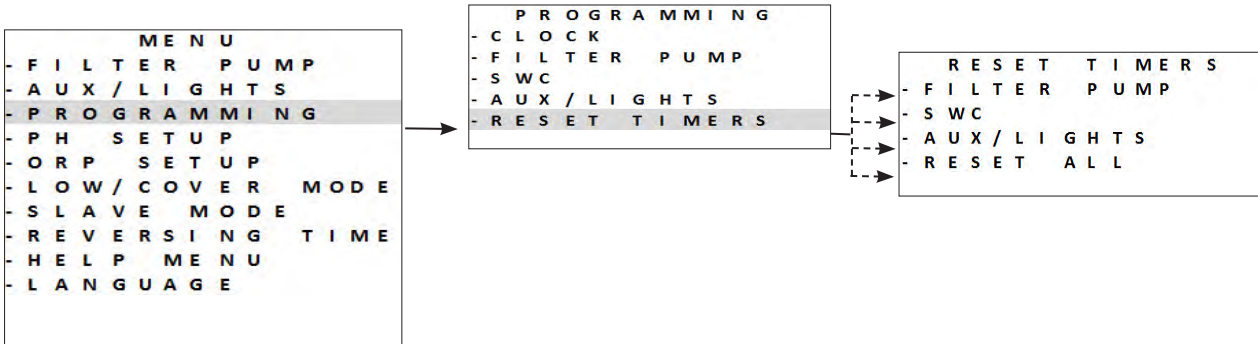 MENU
- FILTER PUMP
- AUX/LIGHTS
- PROGRAMMING
- PH SETUP
- ORP SETUP
- LOW/COVER MODE
- SLAVE MODE
- REVERSING TIME
- HELP MENU
- LANGUAGE
PROGRAMMING
- CLOCK
- FILTER PUMP
- SWC
- AUX/LIGHTS
- RESET TIMERS
RESET TIMERS
- FILTER PUMP
- SWC
- AUX/LIGHTS
- RESET ALL